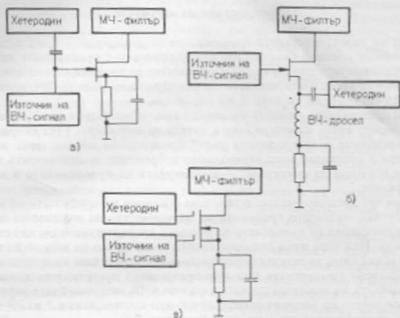 Хетеродин
МЧ-филтър
Източник на
ВЧ-сигнал
а)
МЧ-филтър
Източник на
ВЧ-сигнал
Хетеродин
ВЧ-дросел
б)
МЧ-филтър
Хетеродин
Източник на
ВЧ-сигнал
в)